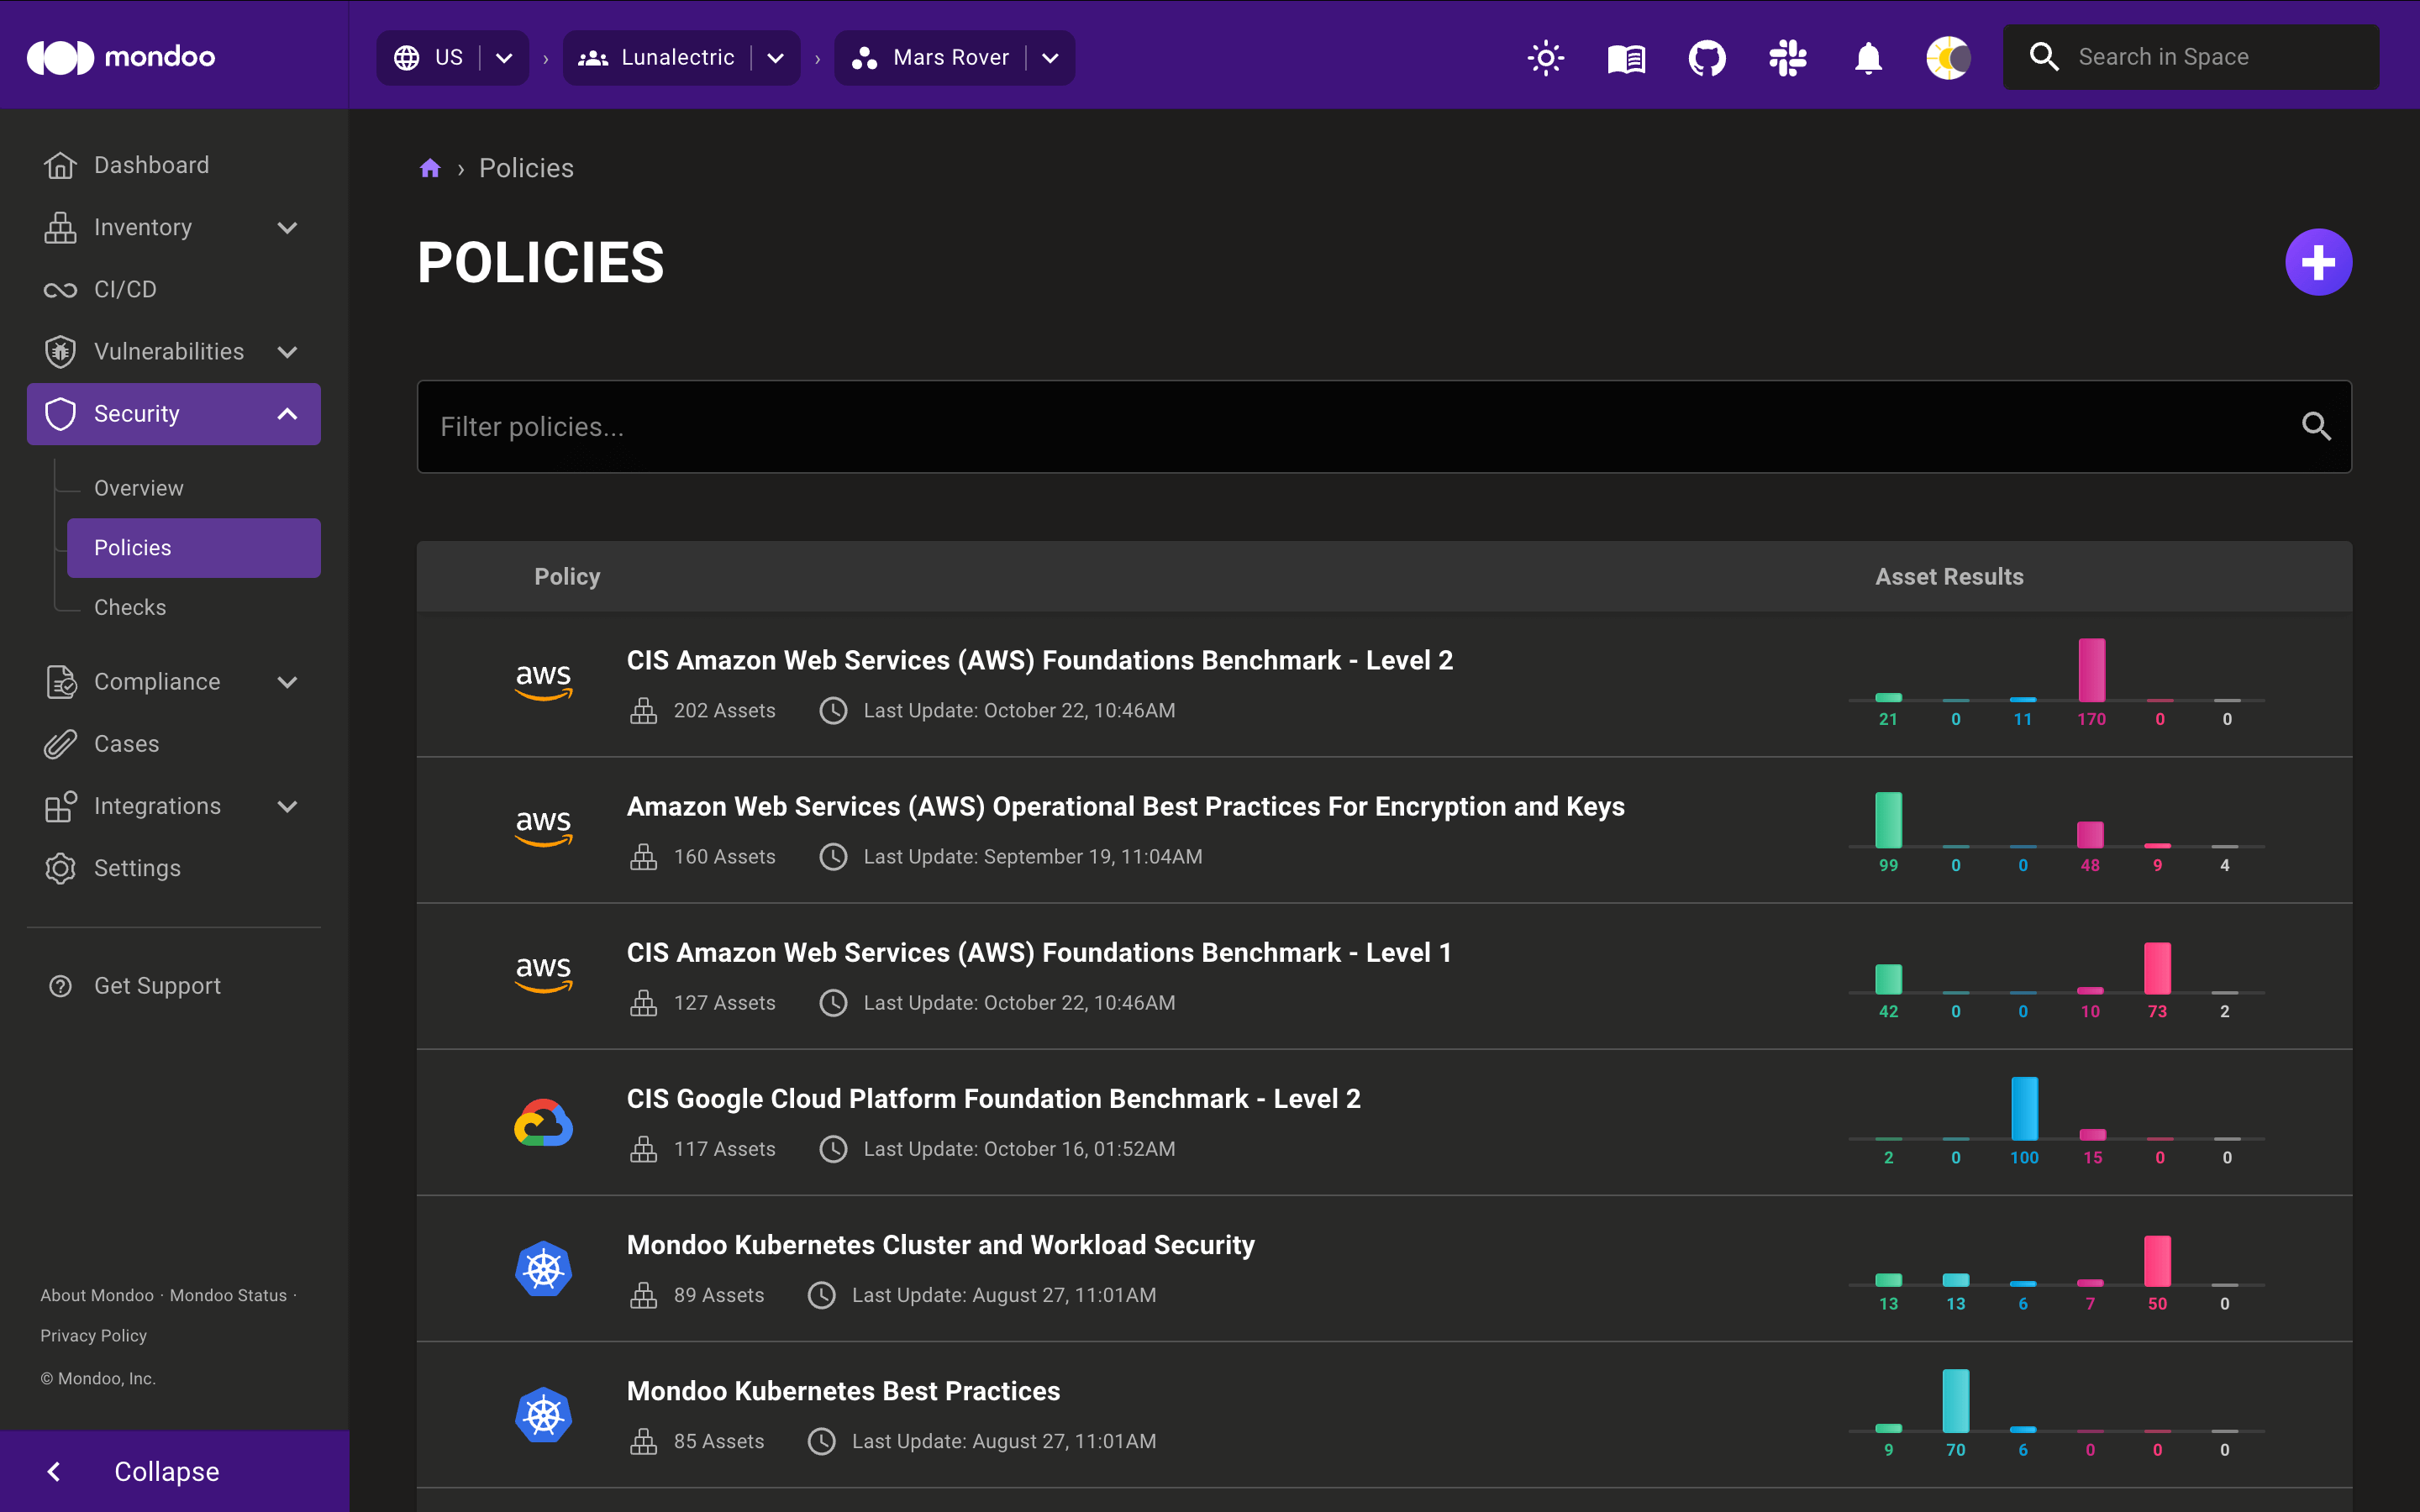 mondoo
US
Lunalectric
Mars Rover
Search in Space
Dashboard
Inventory
CI/CD
Vulnerabilities
Security
Overview
Policies
Checks
Compliance
Cases
Integrations
Settings
Get Support
About Mondoo · Mondoo Status ·
Privacy Policy
© Mondoo, Inc.
Collapse
› Policies
POLICIES
Filter policies...
Policy Asset Results
aws
CIS Amazon Web Services (AWS) Foundations Benchmark - Level 2
202 Assets Last Update: October 22, 10:46AM
21 0 11 170 0 0
aws
Amazon Web Services (AWS) Operational Best Practices For Encryption and Keys
160 Assets Last Update: September 19, 11:04AM
99 0 0 48 9 4
aws
CIS Amazon Web Services (AWS) Foundations Benchmark - Level 1
127 Assets Last Update: October 22, 10:46AM
42 0 0 10 73 2
CIS Google Cloud Platform Foundation Benchmark - Level 2
117 Assets Last Update: October 16, 01:52AM
2 0 100 15 0 0
Mondoo Kubernetes Cluster and Workload Security
89 Assets Last Update: August 27, 11:01AM
13 13 6 7 50 0
Mondoo Kubernetes Best Practices
85 Assets Last Update: August 27, 11:01AM
9 70 6 0 0 0